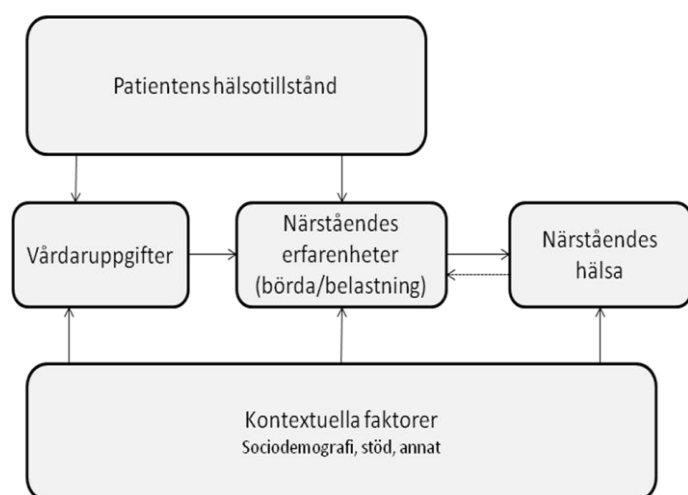 Patientens hälsotillstånd
Vårdaruppgifter
Närståendes
erfarenheter
(börda/belastning)
Närståendes
hälsa
Kontextuella faktorer
Sociodemografi, stöd, annat